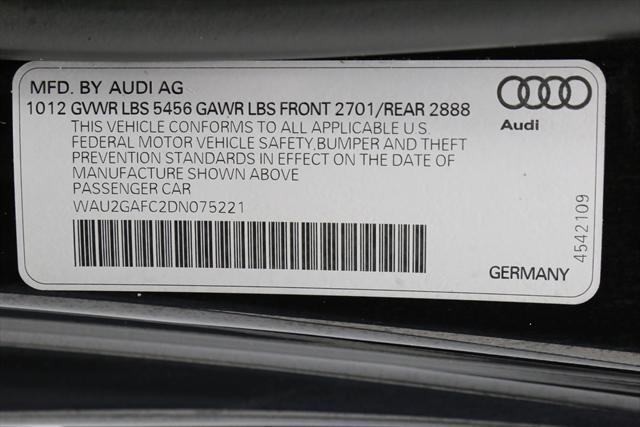 MFD. BY AUDI AG
1012 GVWR LBS 5456 GAWR LBS FRONT 2701/REAR 2888
THIS VEHICLE CONFORMS TO ALL APPLICABLE U.S.
FEDERAL MOTOR VEHICLE SAFETY,BUMPER AND THEFT
PREVENTION STANDARDS IN EFFECT ON THE DATE OF
MANUFACTURE SHOWN ABOVE
PASSENGER CAR
WAU2GAFC2DN075221
Audi
4542109
GERMANY